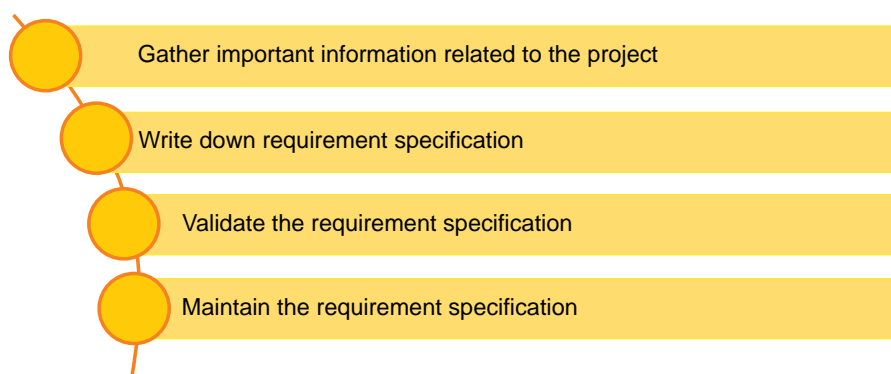 Gather important information related to the project
Write down requirement specification
Validate the requirement specification
Maintain the requirement specification